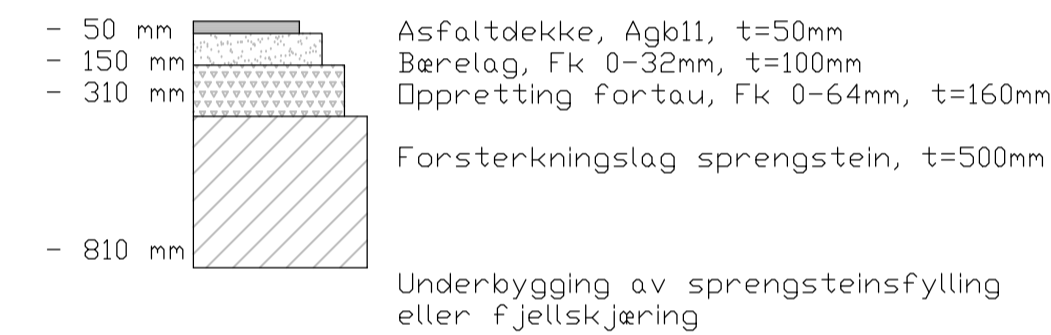 - 50 mm Asfaltdekke, Agb11, t=50mm
- 150 mm Bærelag, Fk 0-32mm, t=100mm
- 310 mm Oppretting fortau, Fk 0-64mm, t=160mm
Forsterkningslag sprengstein, t=500mm
- 810 mm
Underbygging av sprengsteinsfylling
eller fjellskjæring